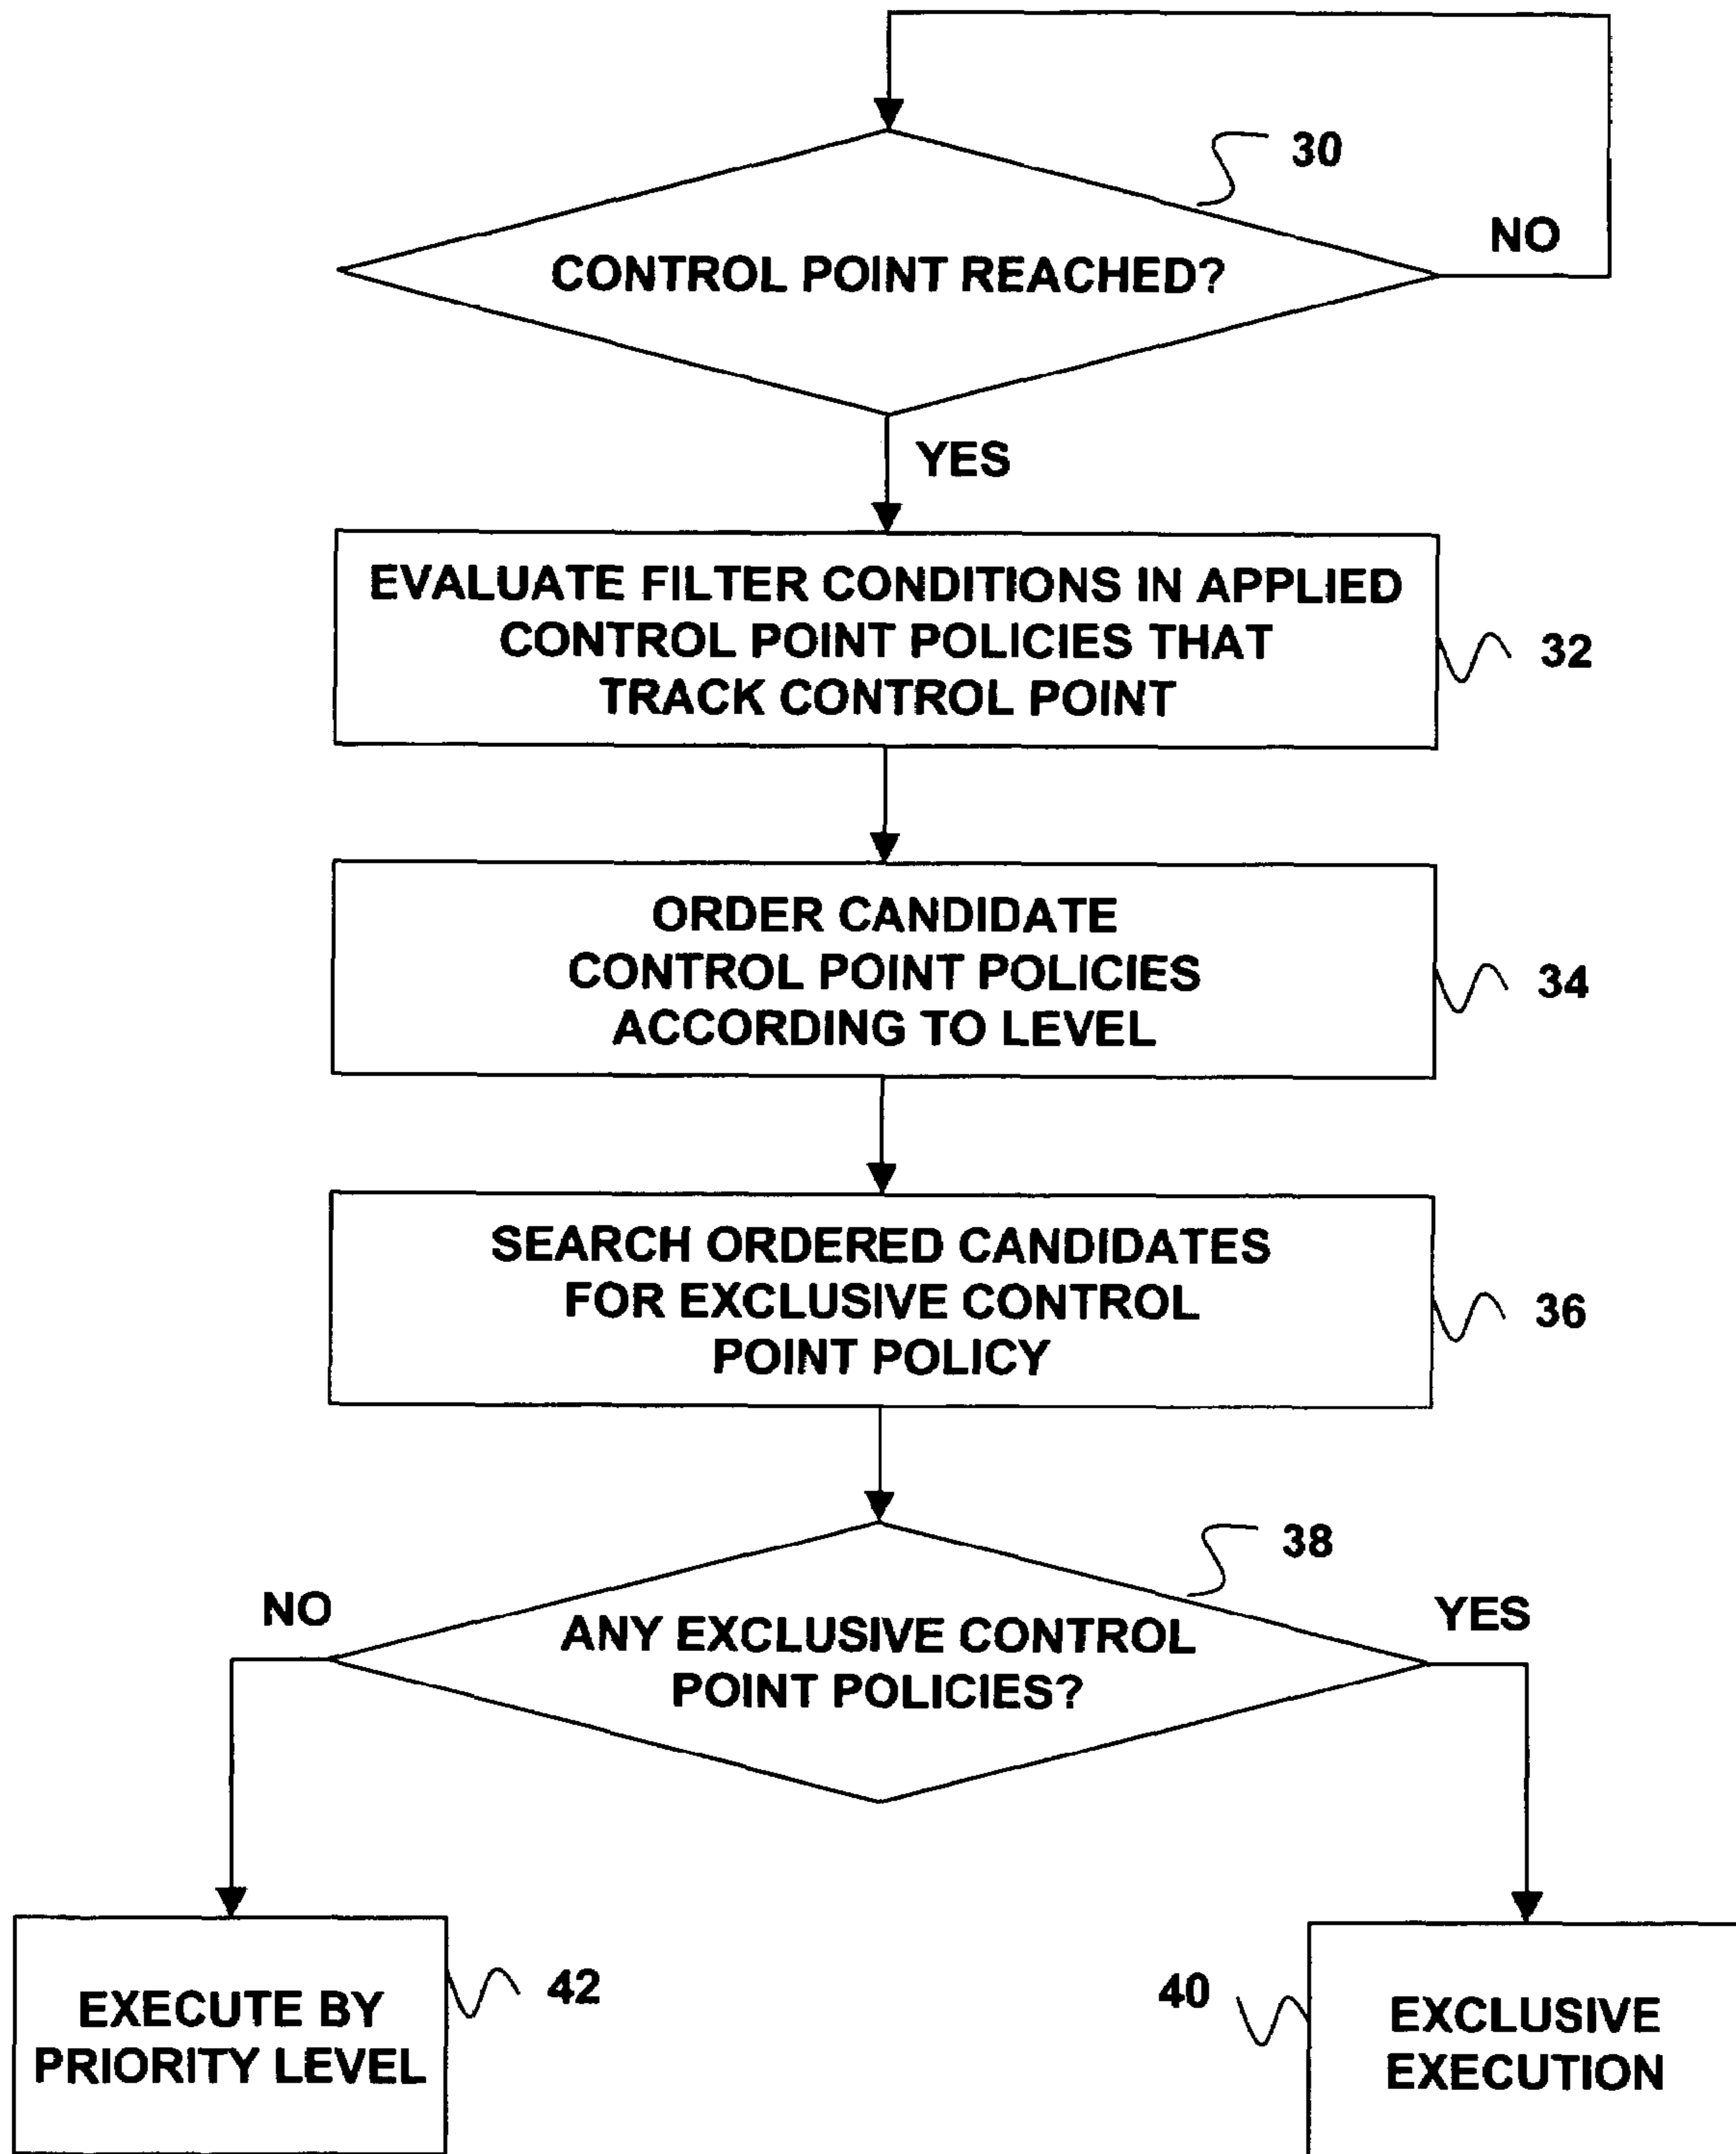 30
NO
CONTROL POINT REACHED?
YES
EVALUATE FILTER CONDITIONS IN APPLIED
CONTROL POINT POLICIES THAT
TRACK CONTROL POINT
32
ORDER CANDIDATE
CONTROL POINT POLICIES
ACCORDING TO LEVEL
34
SEARCH ORDERED CANDIDATES
FOR EXCLUSIVE CONTROL
POINT POLICY
36
38
NO
YES
ANY EXCLUSIVE CONTROL
POINT POLICIES?
EXECUTE BY
PRIORITY LEVEL
42
40
EXCLUSIVE
EXECUTION